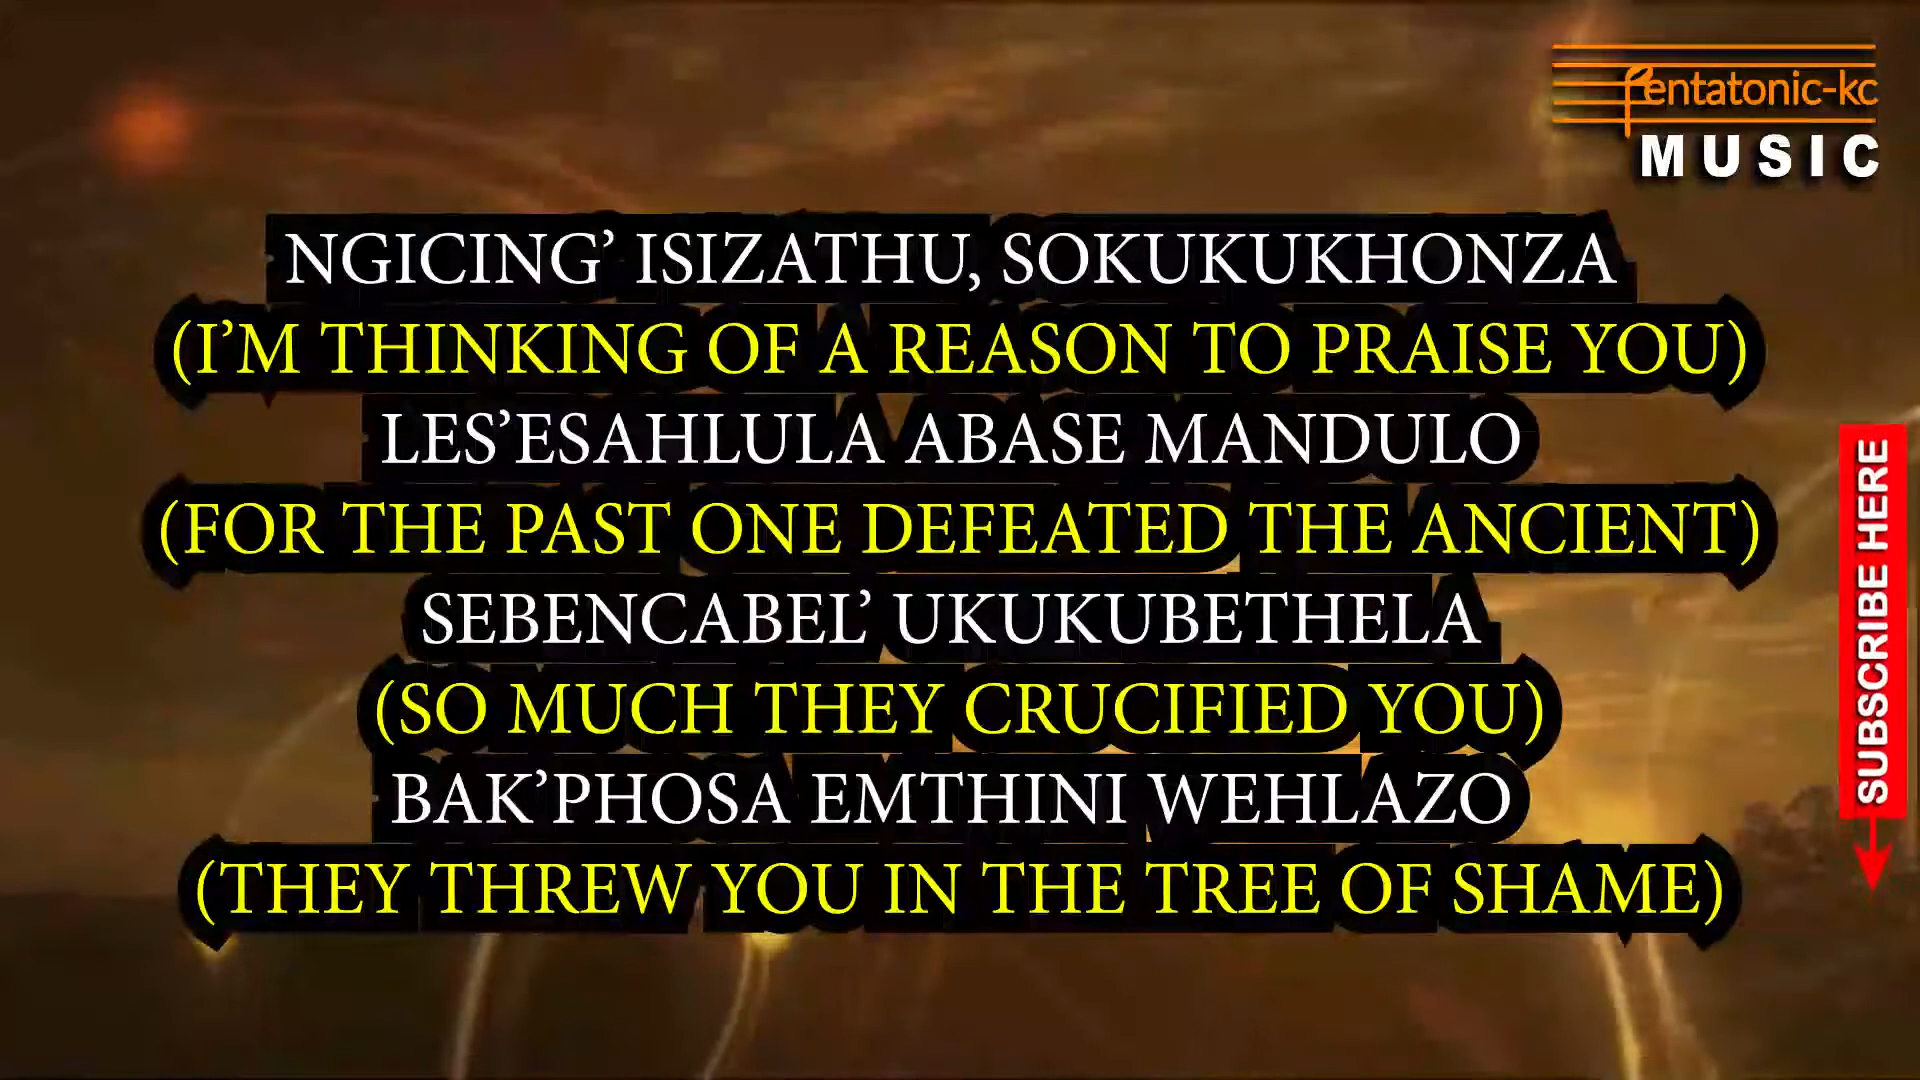 Pentatonic-kc
MUSIC
NGICING’ ISIZATHU, SOKUKUKHONZA
(I’M THINKING OF A REASON TO PRAISE YOU)
LES’ESAHLULA ABASE MANDULO
(FOR THE PAST ONE DEFEATED THE ANCIENT)
SEBENCABEL’ UKUKUBETHELA
(SO MUCH THEY CRUCIFIED YOU)
BAK’PHOSA EMTHINI WEHLAZO
(THEY THREW YOU IN THE TREE OF SHAME)
SUBSCRIBE HERE